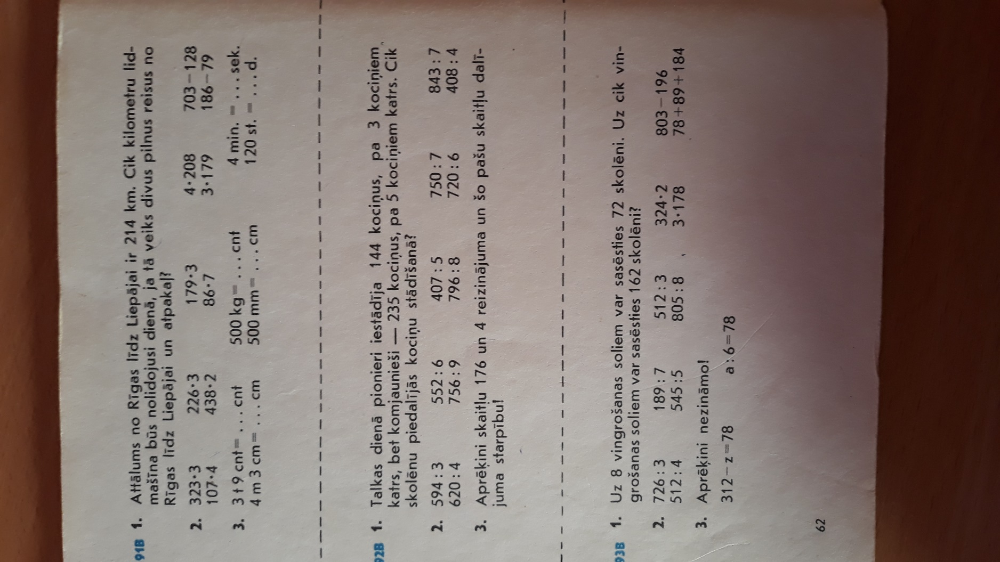 91B 1. Attālums no Rīgas līdz Liepājai ir 214 km. Cik kilometru lid-
mašīna būs nolidojusi dienā, ja tā veiks divus pilnus reisus no
Rīgas līdz Liepājai un atpakaļ?
2. 323·3 226·3 179·3 4·208 703−128
107·4 438·2 86·7 3·179 186−79
3. 3 t 9 cnt=...cnt 500 kg=...cnt 4 min.=...sek.
4 m 3 cm=...cm 500 mm=...cm 120 st.=...d.
92B 1. Talkas dienā pionieri iestādīja 144 kociņus, pa 3 kociņiem
katrs, bet komjaunieši — 235 kociņus, pa 5 kociņiem katrs. Cik
skolēnu piedalījās kociņu stādīšanā?
2. 594:3 552:6 407:5 750:7 843:7
620:4 756:9 796:8 720:6 408:4
3. Aprēķini skaitļu 176 un 4 reizinājuma un šo pašu skaitļu dalī-
juma starpību!
93B 1. Uz 8 vingrošanas soliem var sasēsties 72 skolēni. Uz cik vin-
grošanas soliem var sasēsties 162 skolēni?
2. 726:3 189:7 512:3 324·2 803−196
512:4 545:5 805:8 3·178 78+89+184
3. Aprēķini nezināmo!
312−z=78 a:6=78
62